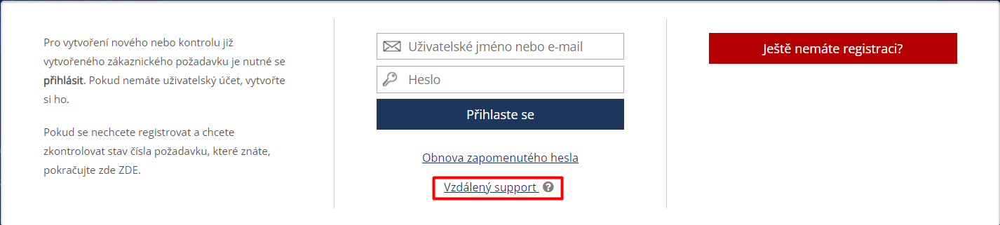 Pro vytvoření nového nebo kontrolu již
vytvořeného zákaznického požadavku je nutné se
přihlásit. Pokud nemáte uživatelský účet, vytvořte
si ho.
Pokud se nechcete registrovat a chcete
zkontrolovat stav čísla požadavku, které znáte,
pokračujte zde ZDE.
Uživatelské jméno nebo e-mail
Heslo
Přihlaste se
Obnova zapomenutého hesla
Vzdálený support ?
Ještě nemáte registraci?